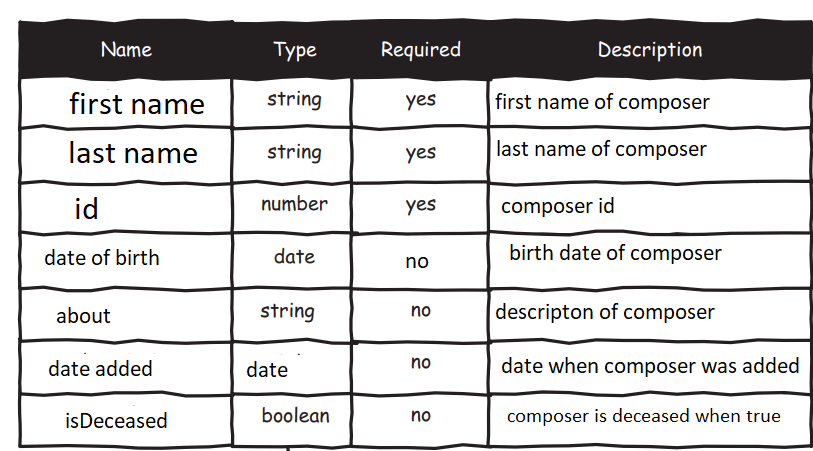 Name Type Required Description
first name string yes first name of composer
last name string yes last name of composer
id number yes composer id
date of birth date no birth date of composer
about string no descripton of composer
date added date no date when composer was added
isDeceased boolean no composer is deceased when true